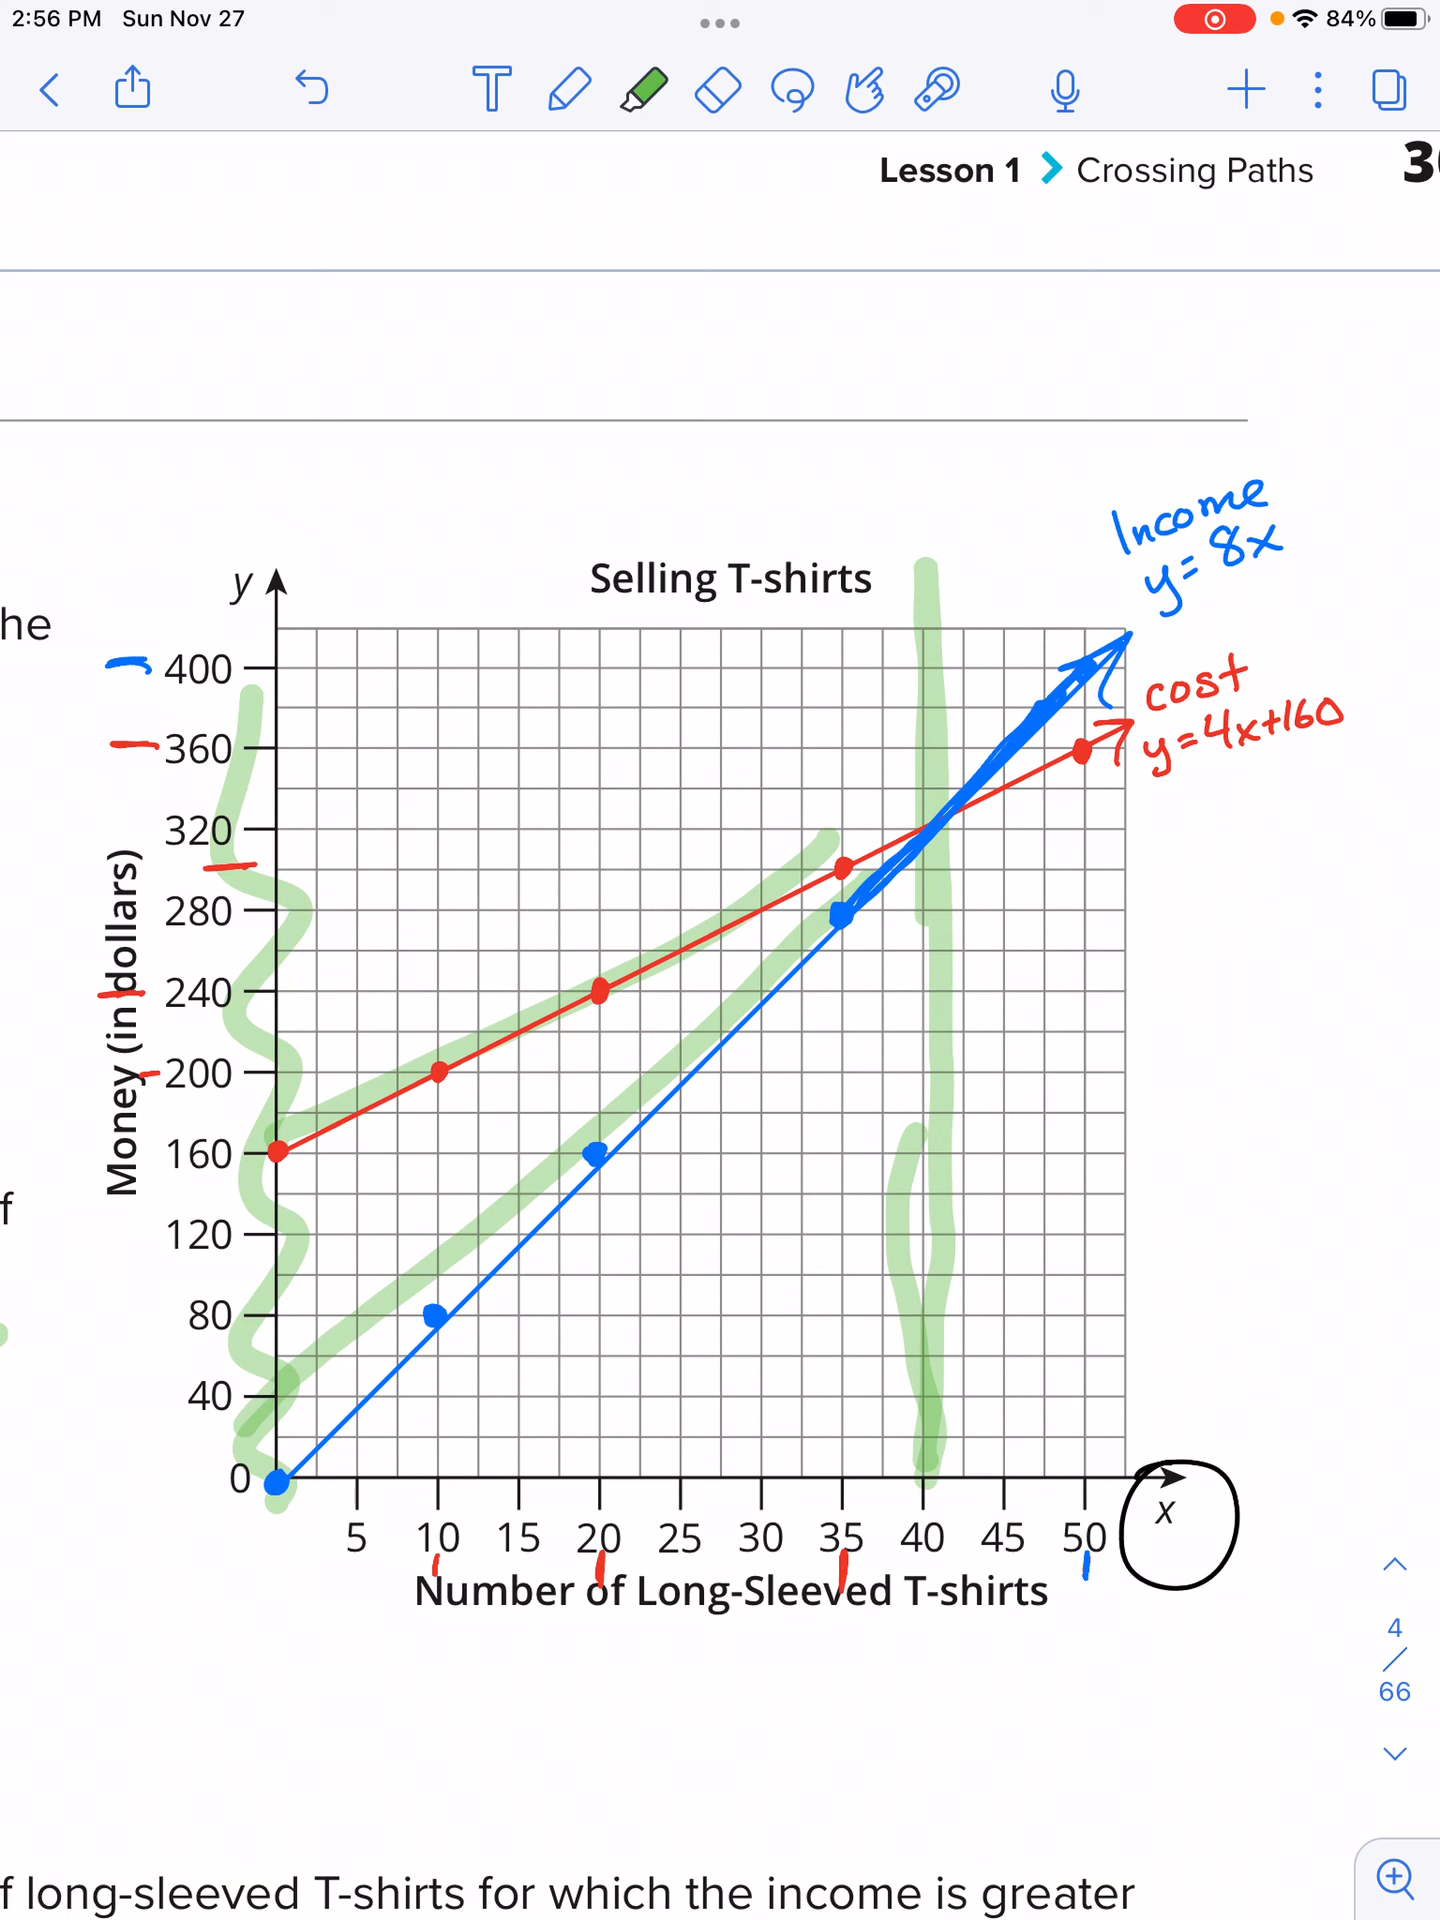 2:56 PM Sun Nov 27
84%
T
Lesson 1 > Crossing Paths
he
Income
y = 8x
Selling T-shirts
y
cost
y = 4x+160
400
360
320
280
240
200
160
120
80
40
0
Money (in dollars)
f
5 10 15 20 25 30 35 40 45 50
x
Number of Long-Sleeved T-shirts
4
/
66
f long-sleeved T-shirts for which the income is greater